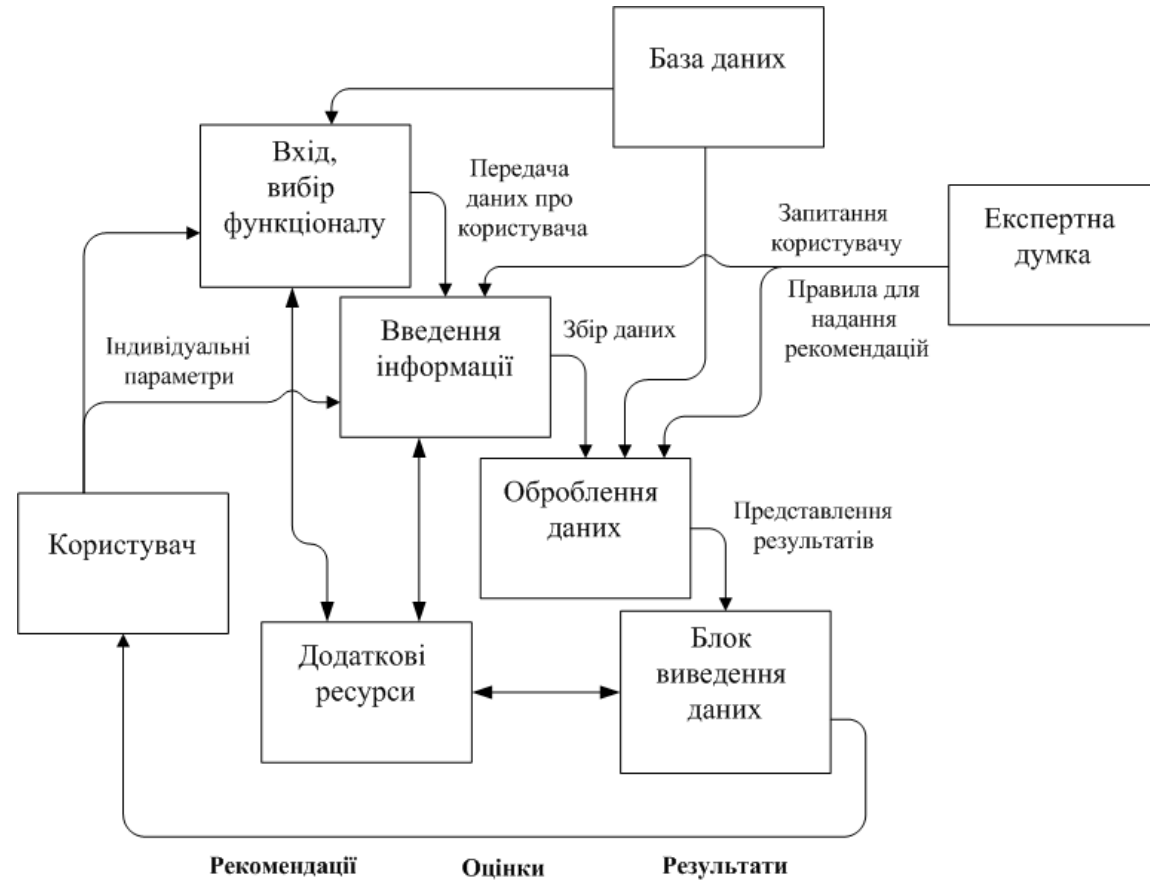 База даних
Вхід,
вибір
функціоналу
Передача
даних про
користувача
Запитання
користувачу
Експертна
думка
Правила для
надання
рекомендацій
Введення
інформації
Збір даних
Індивідуальні
параметри
Оброблення
даних
Користувач
Представлення
результатів
Додаткові
ресурси
Блок
виведення
даних
Рекомендації Оцінки Результати